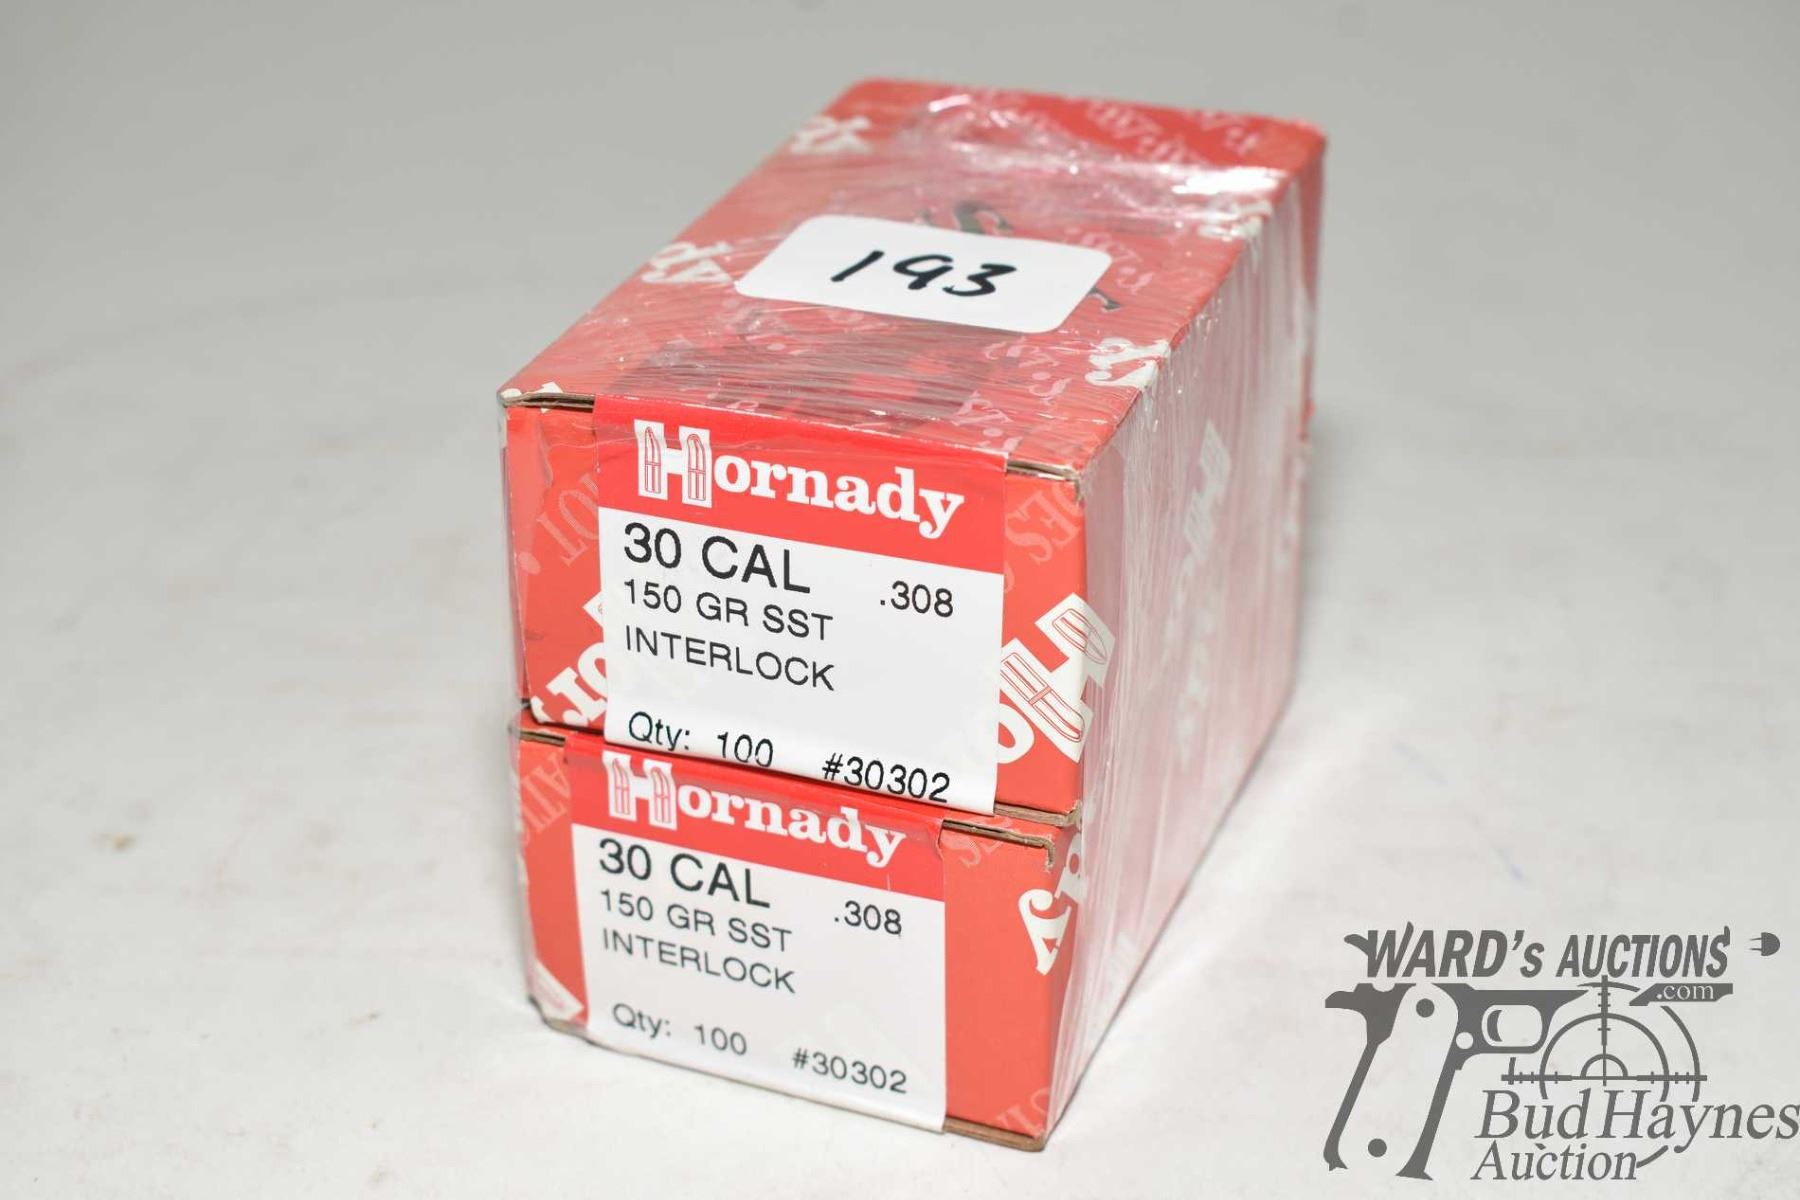 193
Hornady
30 CAL .308
150 GR SST
INTERLOCK
Qty: 100 #30302
Hornady
30 CAL .308
150 GR SST
INTERLOCK
Qty: 100 #30302
WARD's AUCTIONS
.com
Bud Haynes
Auction